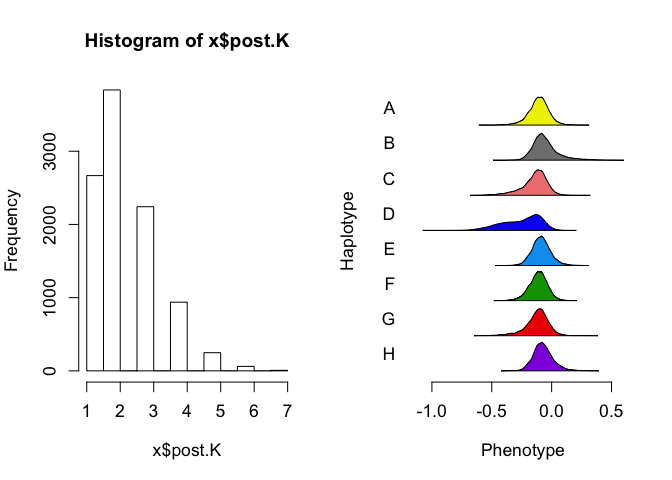 Histogram of x$post.K
Frequency
0
1000
2000
3000
1 2 3 4 5 6 7
x$post.K
Haplotype
A
B
C
D
E
F
G
H
-1.0 -0.5 0.0 0.5
Phenotype